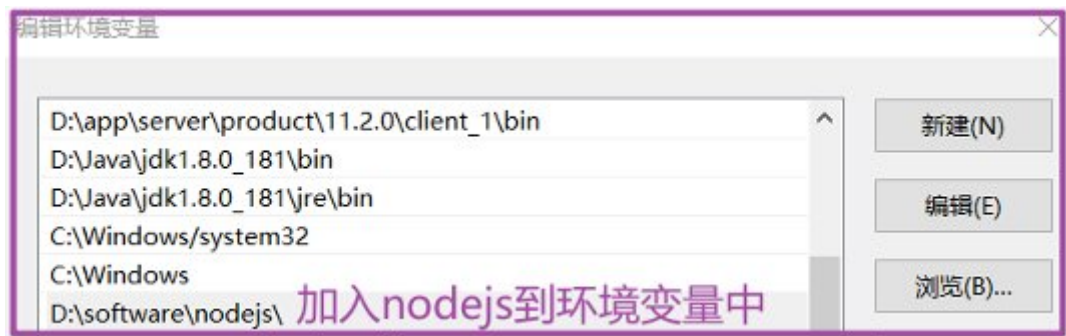 编辑环境变量
D:\app\server\product\11.2.0\client_1\bin
新建(N)
D:\Java\jdk1.8.0_181\bin
D:\Java\jdk1.8.0_181\jre\bin
编辑(E)
C:\Windows/system32
C:\Windows
浏览(B)...
D:\software\nodejs\ 加入nodejs到环境变量中